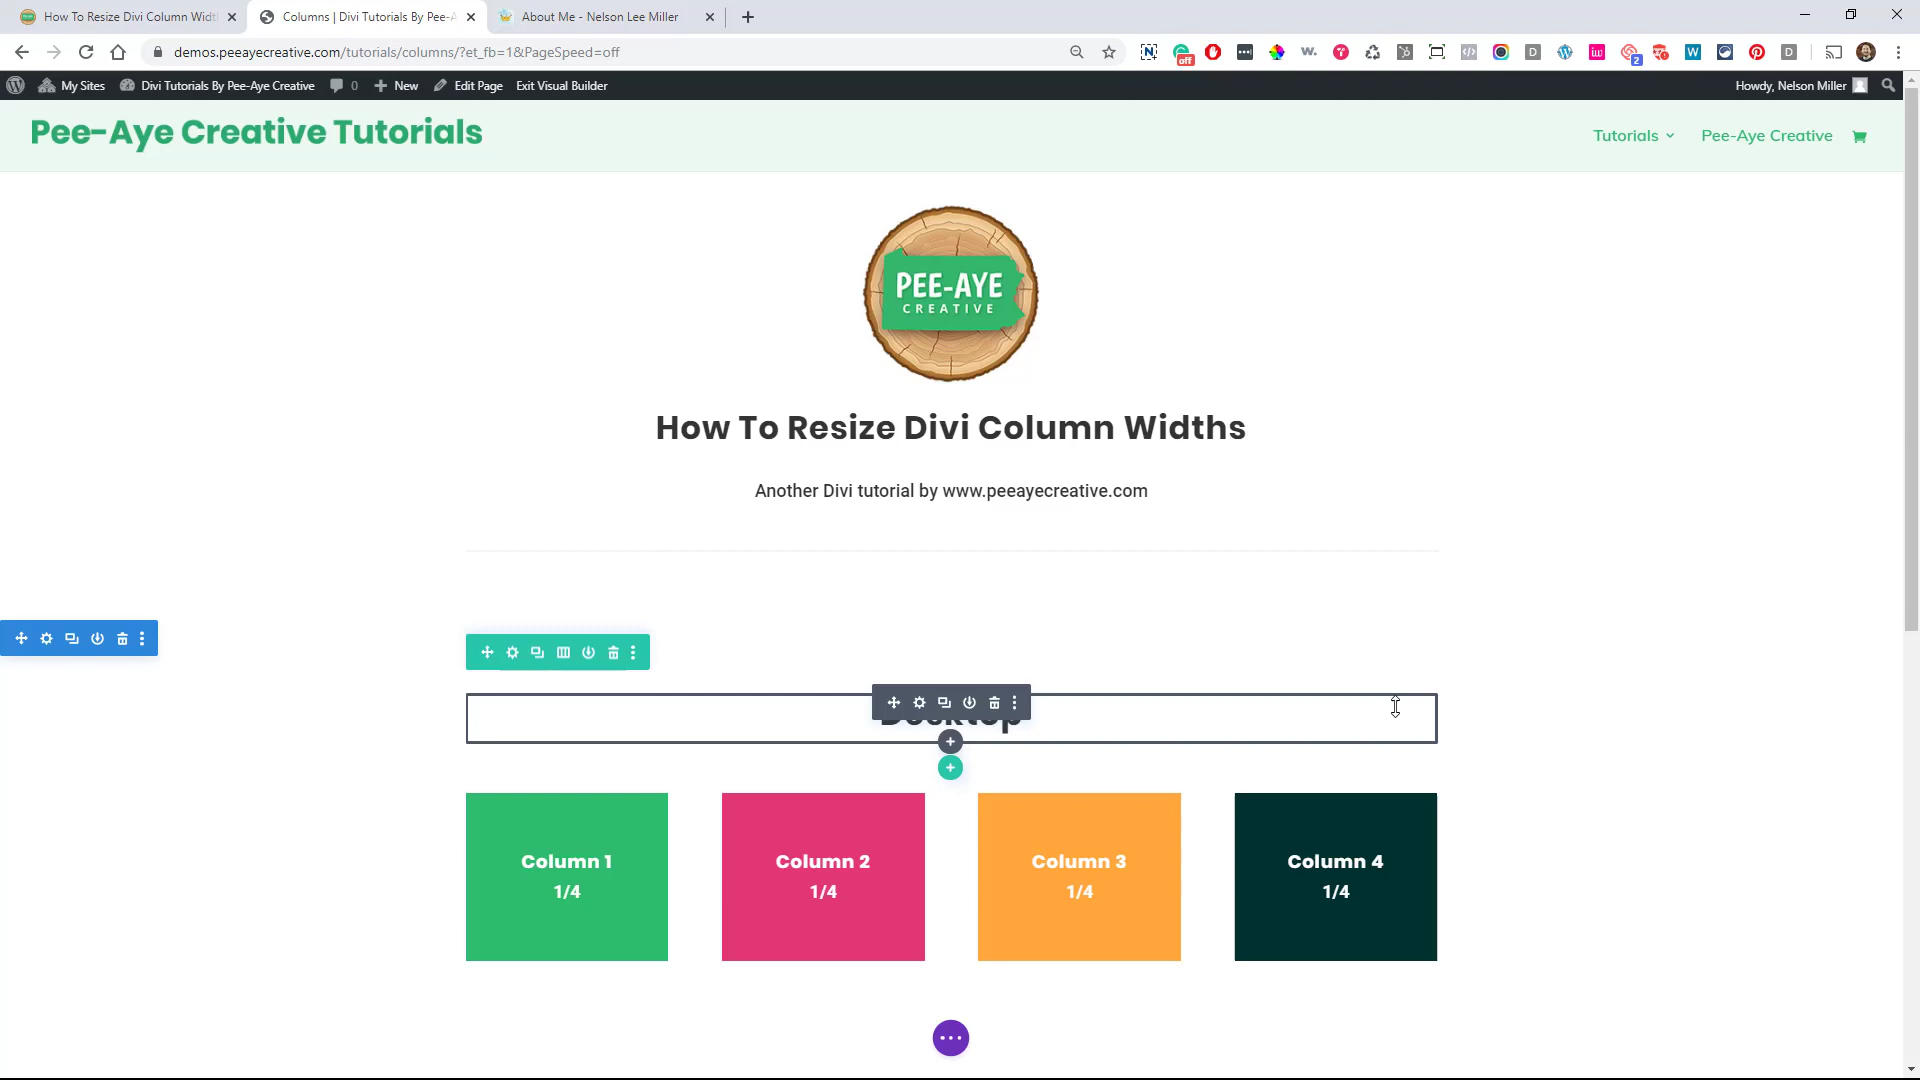 How To Resize Divi Column Widt
Columns | Divi Tutorials By Pee-A
About Me - Nelson Lee Miller
demos.peeayecreative.com/tutorials/columns/?et_fb=1&PageSpeed=off
off
2
My Sites
Divi Tutorials By Pee-Aye Creative
0
New
Edit Page
Exit Visual Builder
Howdy, Nelson Miller
Pee-Aye Creative Tutorials
Tutorials
Pee-Aye Creative
PEE-AYE
CREATIVE
How To Resize Divi Column Widths
Another Divi tutorial by www.peeayecreative.com
Desktop
Column 1
1/4
Column 2
1/4
Column 3
1/4
Column 4
1/4